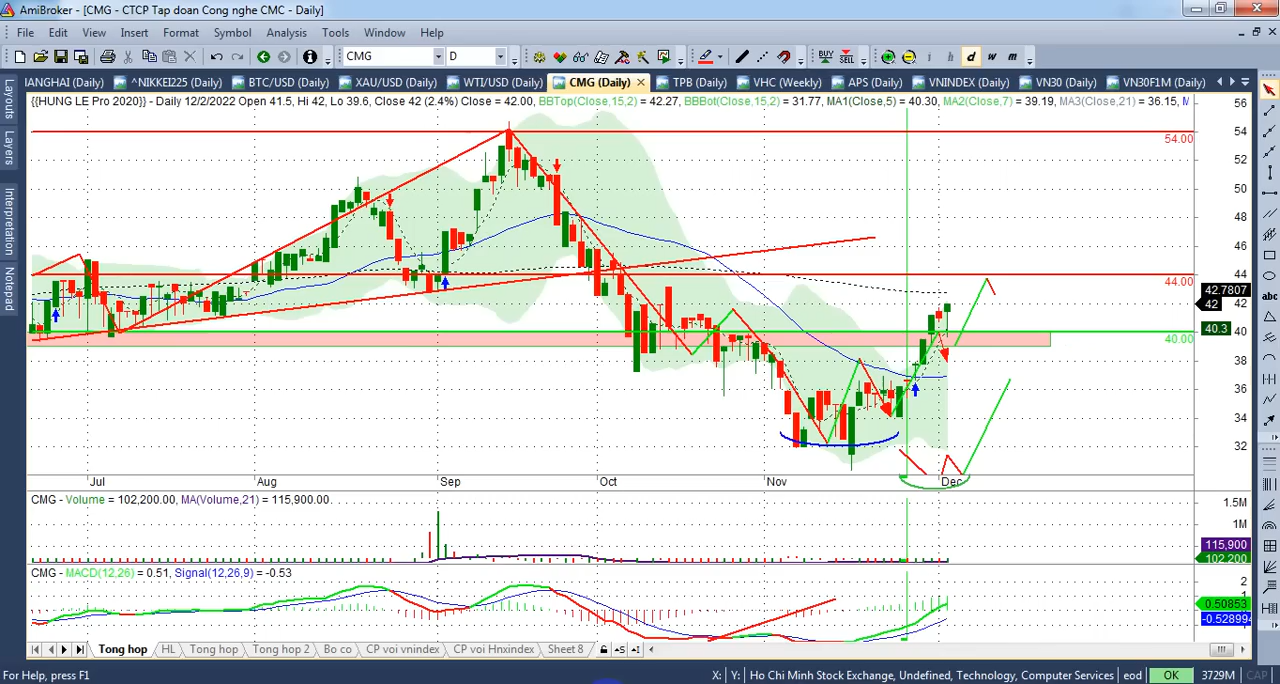 AmiBroker - [CMG - CTCP Tap doan Cong nghe CMC - Daily]
File Edit View Insert Format Symbol Analysis Tools Window Help
CMG D BUY SELL i h d w m
IANGHAI (Daily) ^NIKKEI225 (Daily) BTC/USD (Daily) XAU/USD (Daily) WTI/USD (Daily) CMG (Daily) TPB (Daily) VHC (Weekly) APS (Daily) VNINDEX (Daily) VN30 (Daily) VN30F1M (Daily)
Layouts
Layers
Interpretation
Notepad
{{HUNG LE Pro 2020}} - Daily 12/2/2022 Open 41.5, Hi 42, Lo 39.6, Close 42 (2.4%) Close = 42.00, BBTop(Close,15,2) = 42.27, BBBot(Close,15,2) = 31.77, MA1(Close,5) = 40.30, MA2(Close,7) = 39.19, MA3(Close,21) = 36.15, M
56
54
54.00
52
50
48
46
44
44.00
42.7807
42
42
40.3
40
40.00
38
36
34
32
abc
Jul Aug Sep Oct Nov Dec
CMG - Volume = 102,200.00, MA(Volume,21) = 115,900.00
1.5M
1M
115,900
102,200
CMG - MACD(12,26) = 0.51, Signal(12,26,9) = -0.53
2
1
0.50853
-0.528994
Tong hop HL Tong hop Tong hop 2 Bo co CP voi vnindex CP voi Hnxindex Sheet 8
For Help, press F1 X: Y: Ho Chi Minh Stock Exchange, Undefined, Technology, Computer Services eod OK 3729M CAP